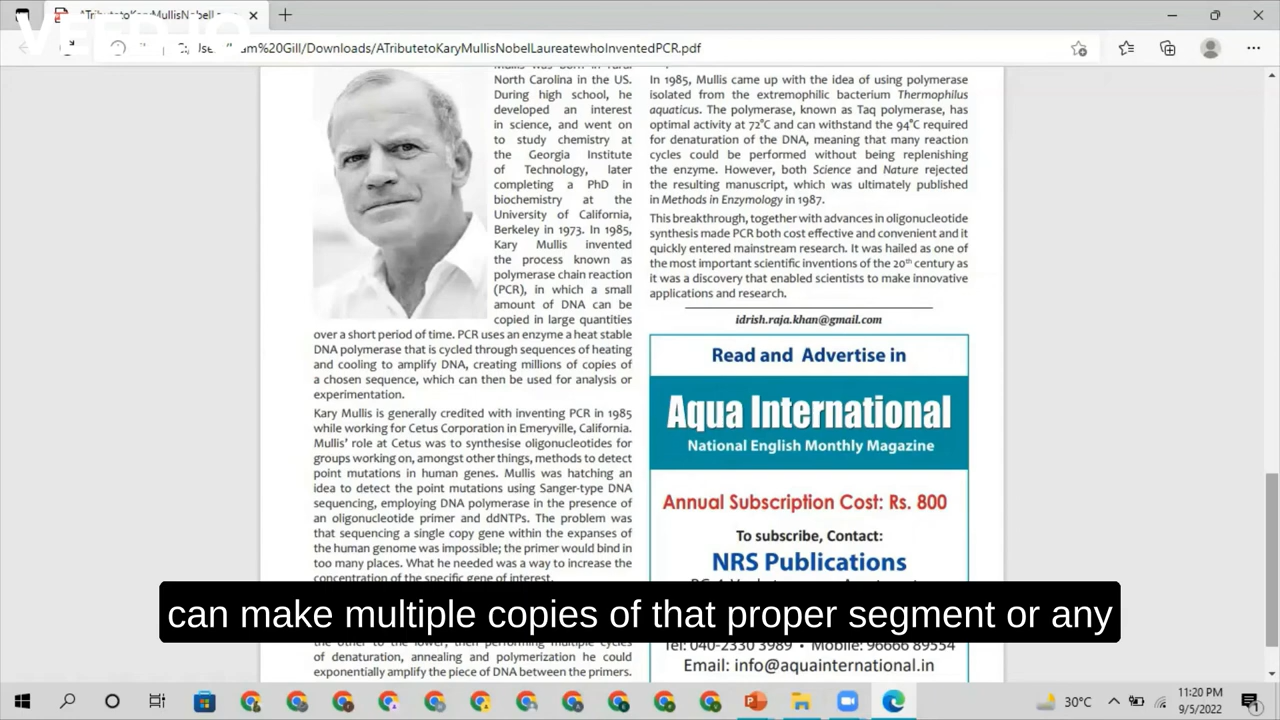 ATributetoKaryMullisNobelL
VEED.IO
Gill/Downloads/ATributetoKaryMullisNobelLaureatewhoInventedPCR.pdf
Mullis was born in rural
North Carolina in the US.
During high school, he
developed an interest
in science, and went on
to study chemistry at
the Georgia Institute
of Technology, later
completing a PhD in
biochemistry at the
University of California,
Berkeley in 1973. In 1985,
Kary Mullis invented
the process known as
polymerase chain reaction
(PCR), in which a small
amount of DNA can be
copied in large quantities
over a short period of time. PCR uses an enzyme a heat stable
DNA polymerase that is cycled through sequences of heating
and cooling to amplify DNA, creating millions of copies of
a chosen sequence, which can then be used for analysis or
experimentation.
Kary Mullis is generally credited with inventing PCR in 1985
while working for Cetus Corporation in Emeryville, California.
Mullis' role at Cetus was to synthesise oligonucleotides for
groups working on, amongst other things, methods to detect
point mutations in human genes. Mullis was hatching an
idea to detect the point mutations using Sanger-type DNA
sequencing, employing DNA polymerase in the presence of
an oligonucleotide primer and ddNTPs. The problem was
that sequencing a single copy gene within the expanses of
the human genome was impossible; the primer would bind in
too many places. What he needed was a way to increase the
concentration of the specific gene of interest.
the other to the lower, then performing multiple cycles
of denaturation, annealing and polymerization he could
exponentially amplify the piece of DNA between the primers.
In 1985, Mullis came up with the idea of using polymerase
isolated from the extremophilic bacterium Thermophilus
aquaticus. The polymerase, known as Taq polymerase, has
optimal activity at 72°C and can withstand the 94°C required
for denaturation of the DNA, meaning that many reaction
cycles could be performed without being replenishing
the enzyme. However, both Science and Nature rejected
the resulting manuscript, which was ultimately published
in Methods in Enzymology in 1987.
This breakthrough, together with advances in oligonucleotide
synthesis made PCR both cost effective and convenient and it
quickly entered mainstream research. It was hailed as one of
the most important scientific inventions of the 20th century as
it was a discovery that enabled scientists to make innovative
applications and research.
idrish.raja.khan@gmail.com
Read and Advertise in
Aqua International
National English Monthly Magazine
Annual Subscription Cost: Rs. 800
To subscribe, Contact:
NRS Publications
Tel: 040-2330 3989 • Mobile: 96666 89554
Email: info@aquainternational.in
can make multiple copies of that proper segment or any
30°C
11:20 PM
9/5/2022